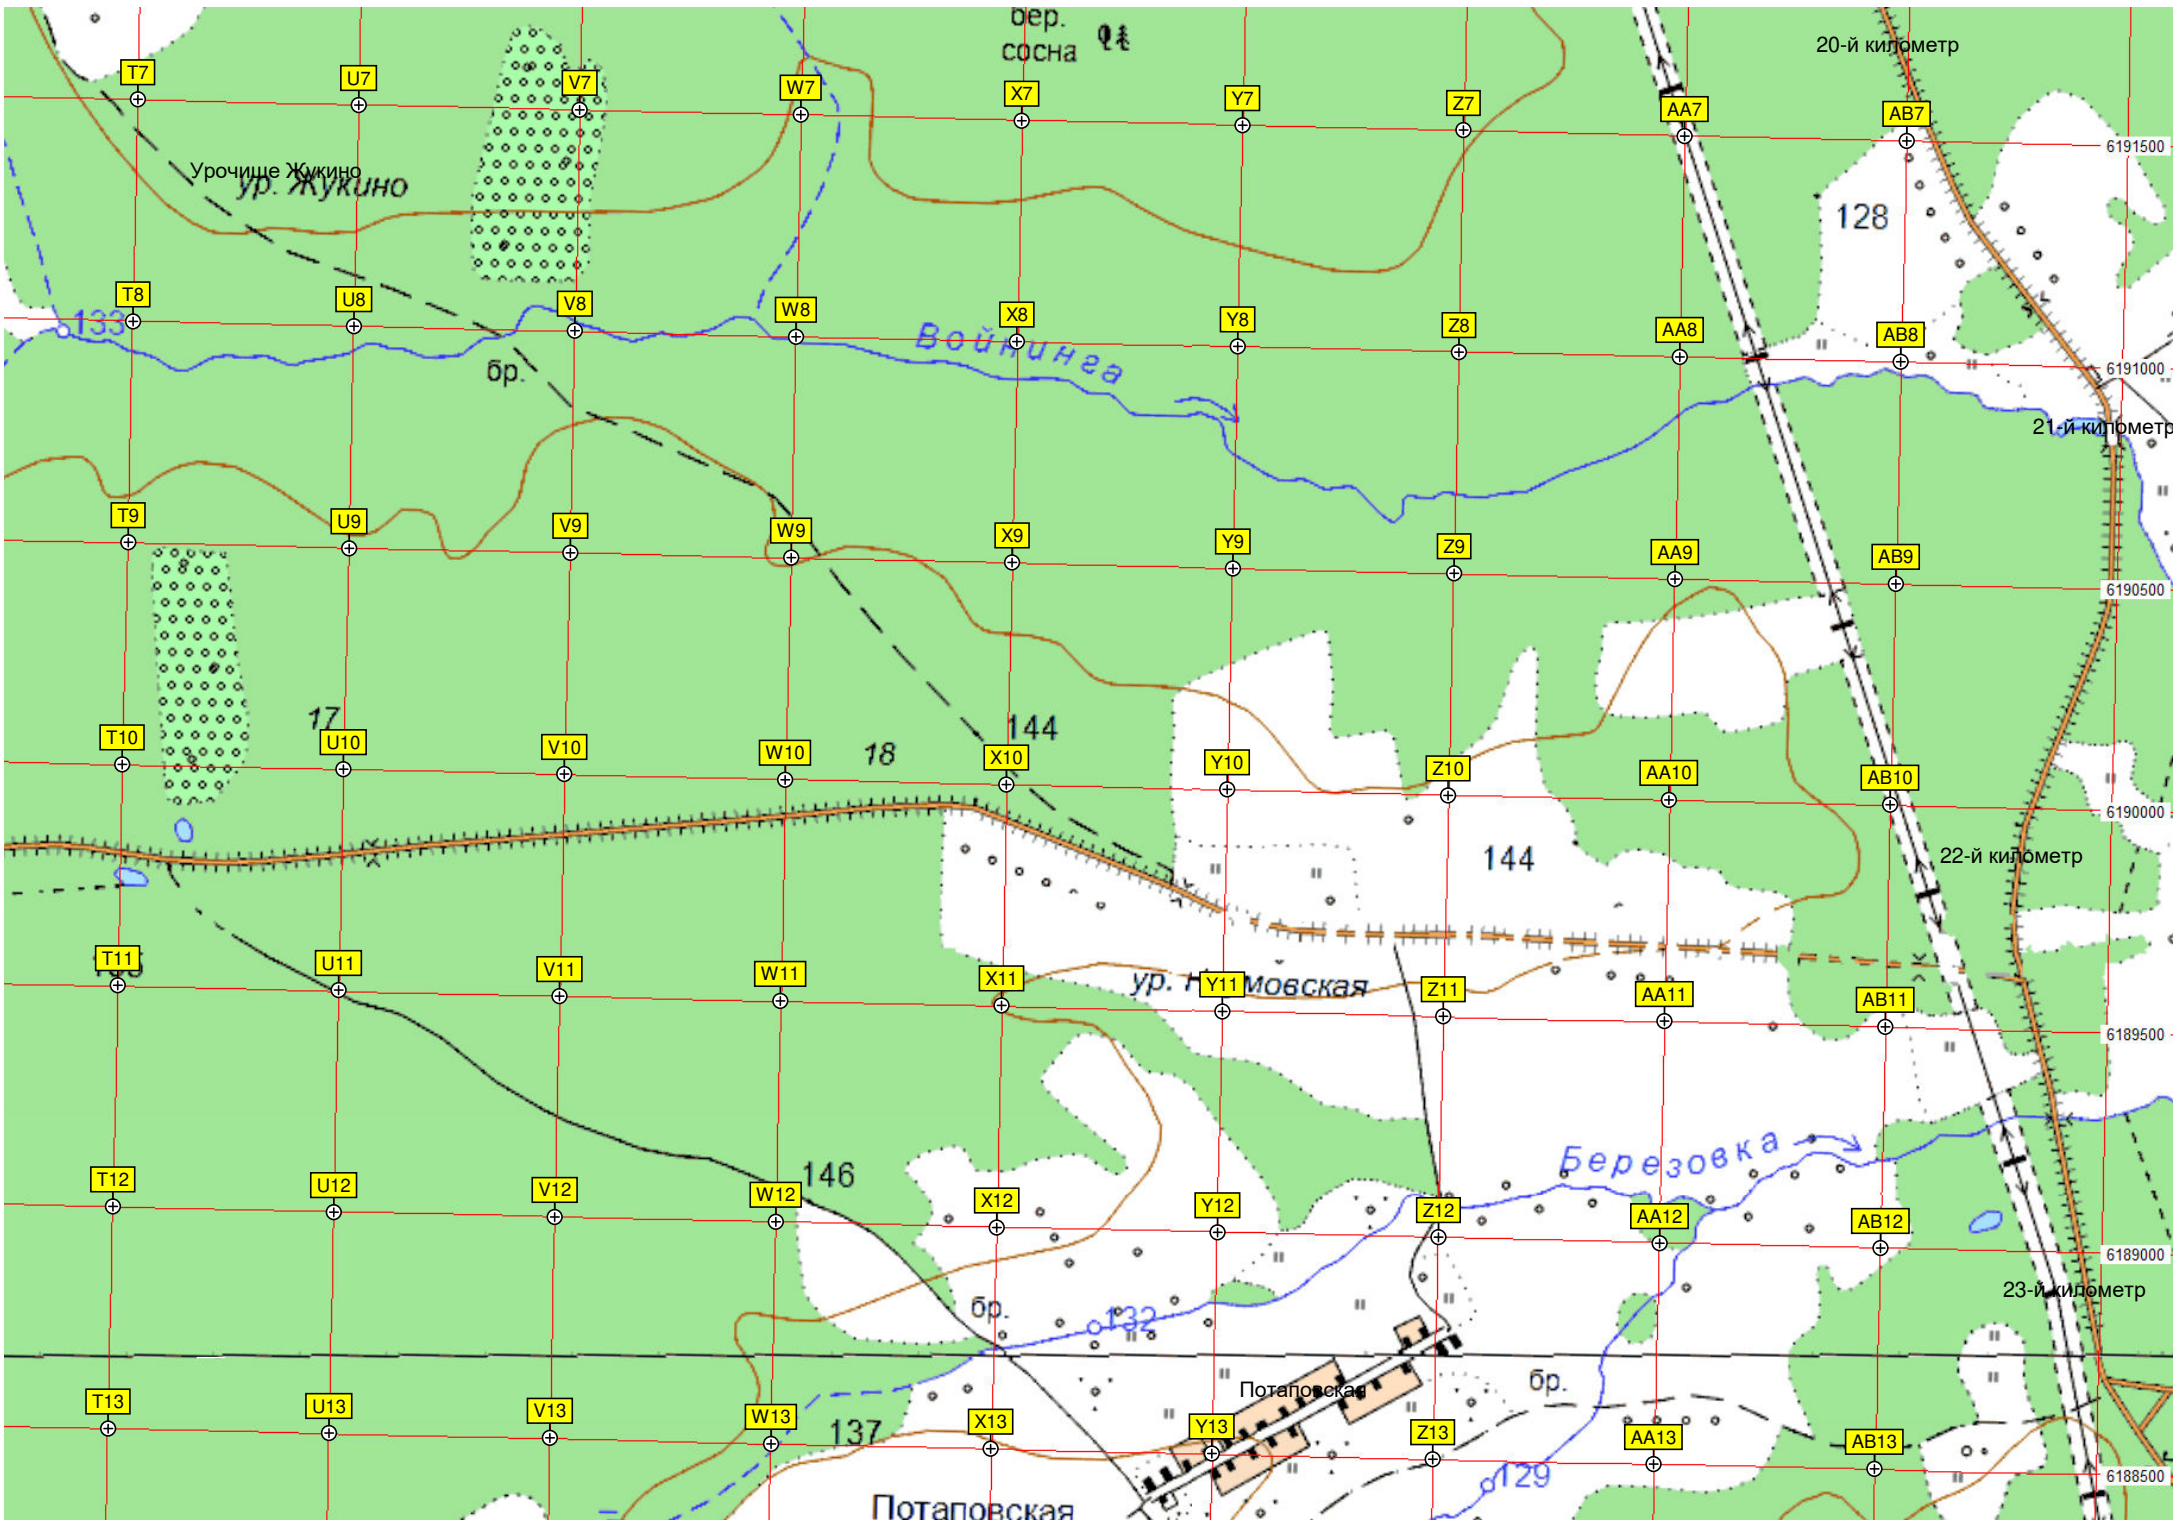 бер.
сосна
20-й километр
T7
U7
V7
W7
X7
Y7
Z7
AA7
AB7
6191500
Урочище Жукино
ур. Жукино
128
133
T8
U8
V8
W8
X8
Y8
Z8
AA8
AB8
Войнинга
6191000
бр.
21-й километр
T9
U9
V9
W9
X9
Y9
Z9
AA9
AB9
6190500
17
18
144
T10
U10
V10
W10
X10
Y10
Z10
AA10
AB10
6190000
144
22-й километр
T11
U11
V11
W11
X11
ур.
Y11
Z11
AA11
AB11
6189500
Березовка
146
T12
U12
V12
W12
X12
Y12
Z12
AA12
AB12
6189000
23-й километр
бр.
132
Потаповская
бр.
T13
U13
V13
W13
X13
Y13
Z13
AA13
AB13
137
6188500
129
Потаповская